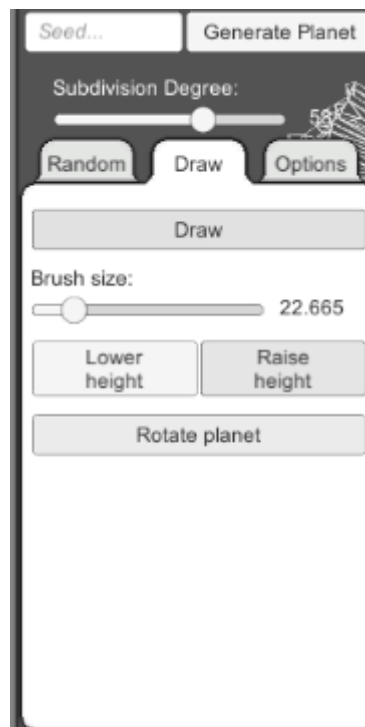 Seed...
Generate Planet
Subdivision Degree:
Random
Draw
Options
Draw
Brush size:
22.665
Lower
height
Raise
height
Rotate planet